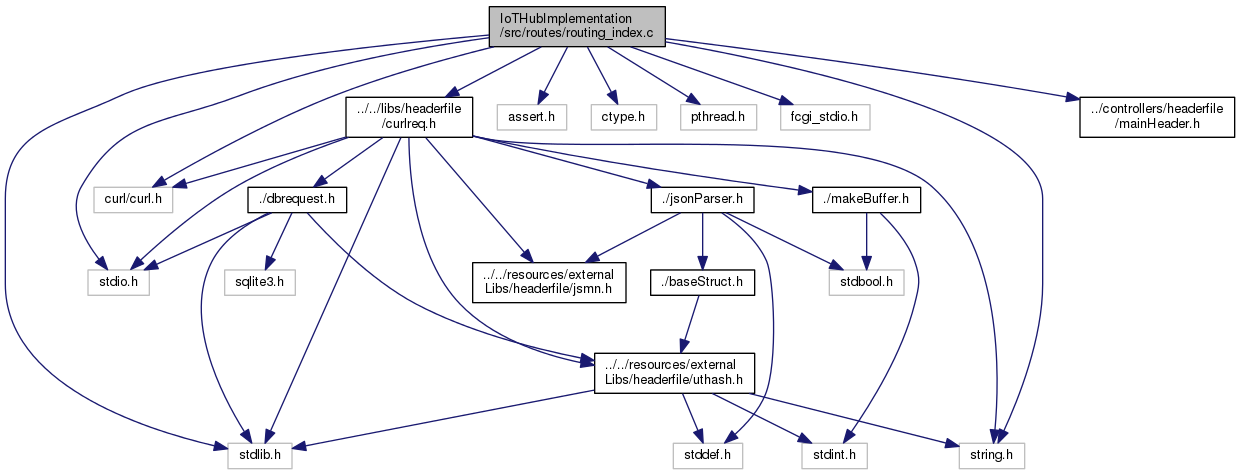 IoTHubImplementation
/src/routes/routing_index.c
../../libs/headerfile
/curlreq.h
assert.h
ctype.h
pthread.h
fcgi_stdio.h
../controllers/headerfile
/mainHeader.h
curl/curl.h
./dbrequest.h
./jsonParser.h
./makeBuffer.h
stdio.h
sqlite3.h
../../resources/external
Libs/headerfile/jsmn.h
./baseStruct.h
stdbool.h
../../resources/external
Libs/headerfile/uthash.h
stdlib.h
stddef.h
stdint.h
string.h